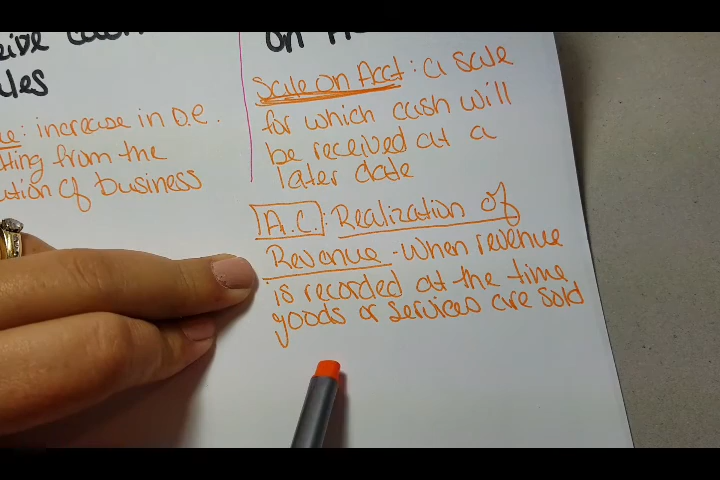 les
: increase in O.E.
ting from the
tion of business
on
Sale on Acct: a sale
for which cash will
be received at a
later date
A.C.: Realization of
Revenue - When revenue
is recorded at the time
goods or services are sold